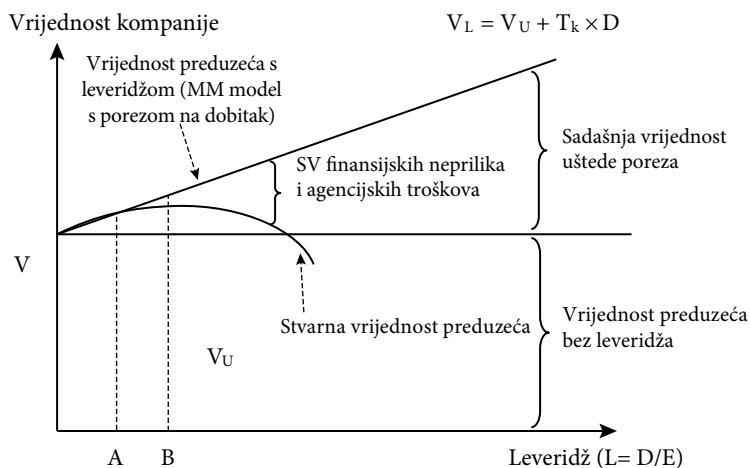 Vrijednost kompanije
V_L = V_U + T_k × D
Vrijednost preduzeća s
leveridžom (MM model
s porezom na dobitak)
SV finansijskih neprilika
i agencijskih troškova
Sadašnja vrijednost
uštede poreza
V
Stvarna vrijednost preduzeća
Vrijednost preduzeća
bez leveridža
V_U
A
B
Leveridž (L= D/E)